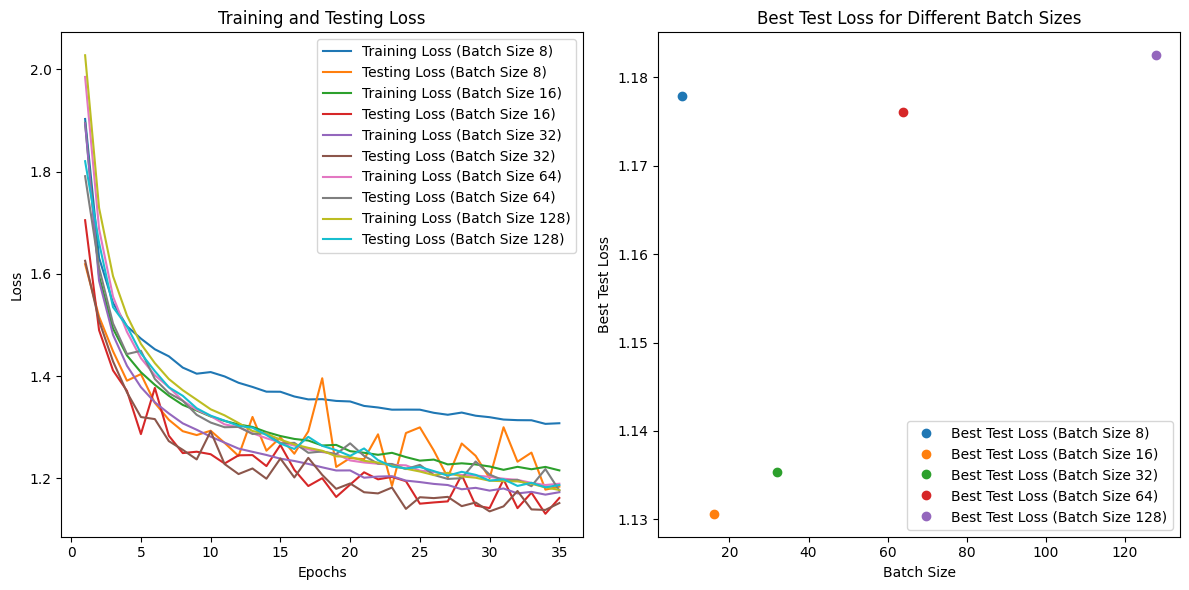 Training and Testing Loss
Loss
2.0
1.8
1.6
1.4
1.2
0
5
10
15
20
25
30
35
Epochs
Training Loss (Batch Size 8)
Testing Loss (Batch Size 8)
Training Loss (Batch Size 16)
Testing Loss (Batch Size 16)
Training Loss (Batch Size 32)
Testing Loss (Batch Size 32)
Training Loss (Batch Size 64)
Testing Loss (Batch Size 64)
Training Loss (Batch Size 128)
Testing Loss (Batch Size 128)
Best Test Loss for Different Batch Sizes
Best Test Loss
1.18
1.17
1.16
1.15
1.14
1.13
20
40
60
80
100
120
Batch Size
Best Test Loss (Batch Size 8)
Best Test Loss (Batch Size 16)
Best Test Loss (Batch Size 32)
Best Test Loss (Batch Size 64)
Best Test Loss (Batch Size 128)